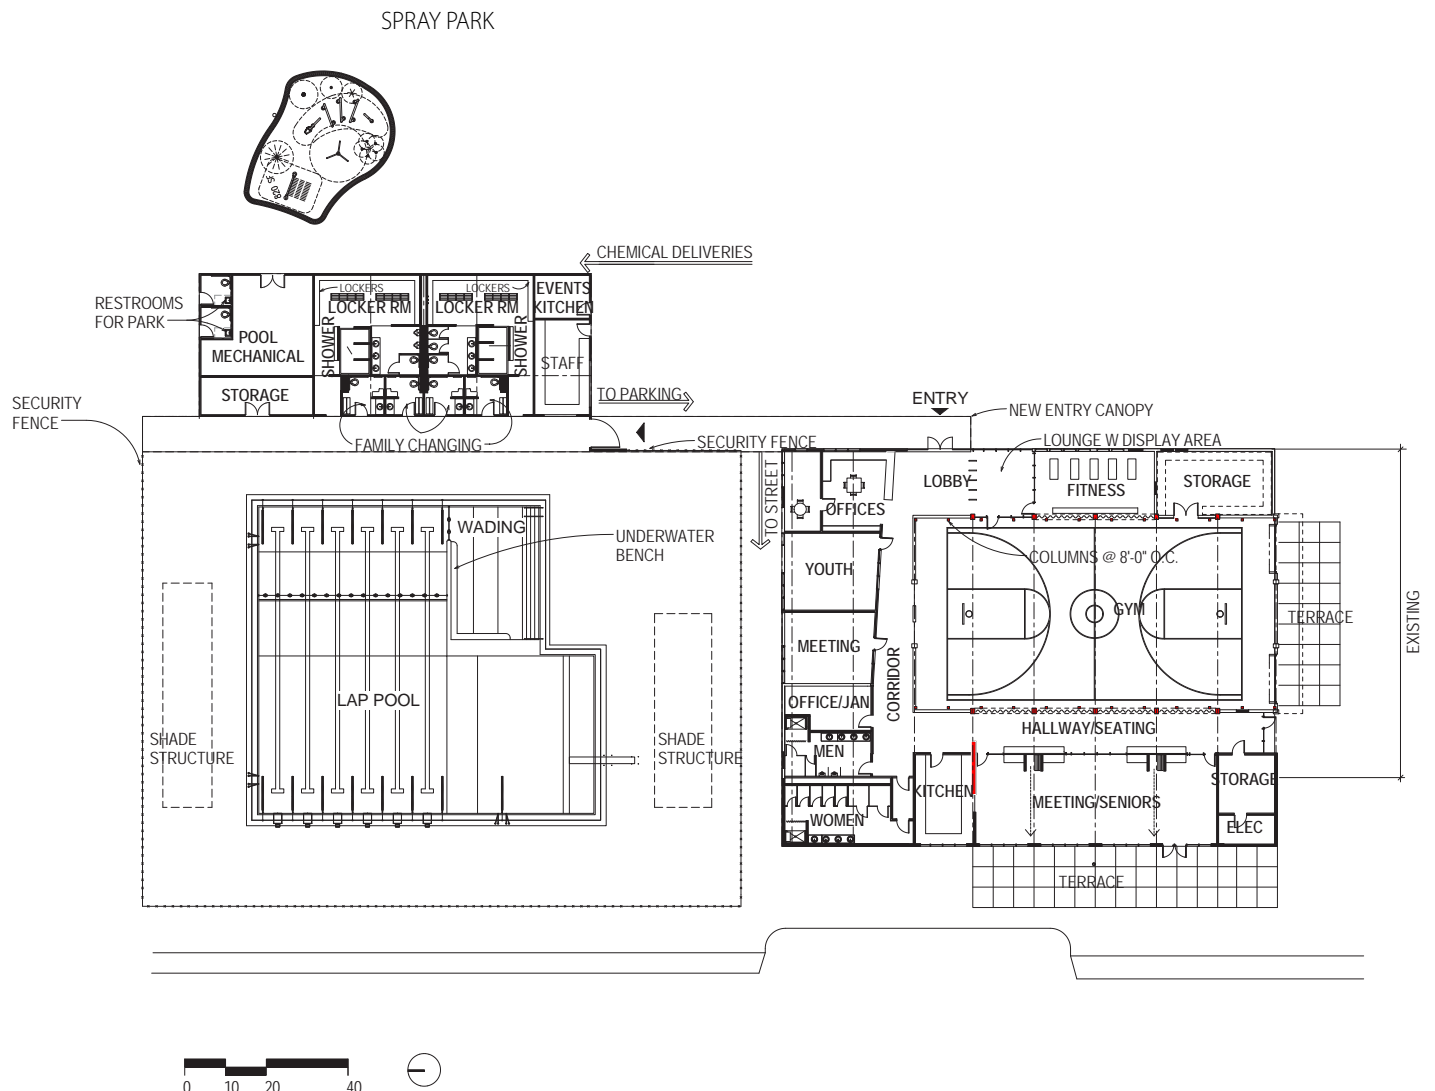 SPRAY PARK
820 SF
CHEMICAL DELIVERIES
LOCKERS
LOCKERS
EVENTS
KITCHEN
RESTROOMS
FOR PARK
LOCKER RM
LOCKER RM
POOL
MECHANICAL
SHOWER
SHOWER
STAFF
STORAGE
TO PARKING
SECURITY
FENCE
ENTRY
NEW ENTRY CANOPY
FAMILY CHANGING
SECURITY FENCE
LOUNGE W DISPLAY AREA
TO STREET
LOBBY
FITNESS
STORAGE
OFFICES
WADING
UNDERWATER
BENCH
COLUMNS @ 8'-0" O.C.
YOUTH
GYM
TERRACE
EXISTING
MEETING
CORRIDOR
LAP POOL
OFFICE/JAN
HALLWAY/SEATING
SHADE
STRUCTURE
SHADE
STRUCTURE
MEN
STORAGE
KITCHEN
MEETING/SENIORS
WOMEN
ELEC
TERRACE
0 10 20 40